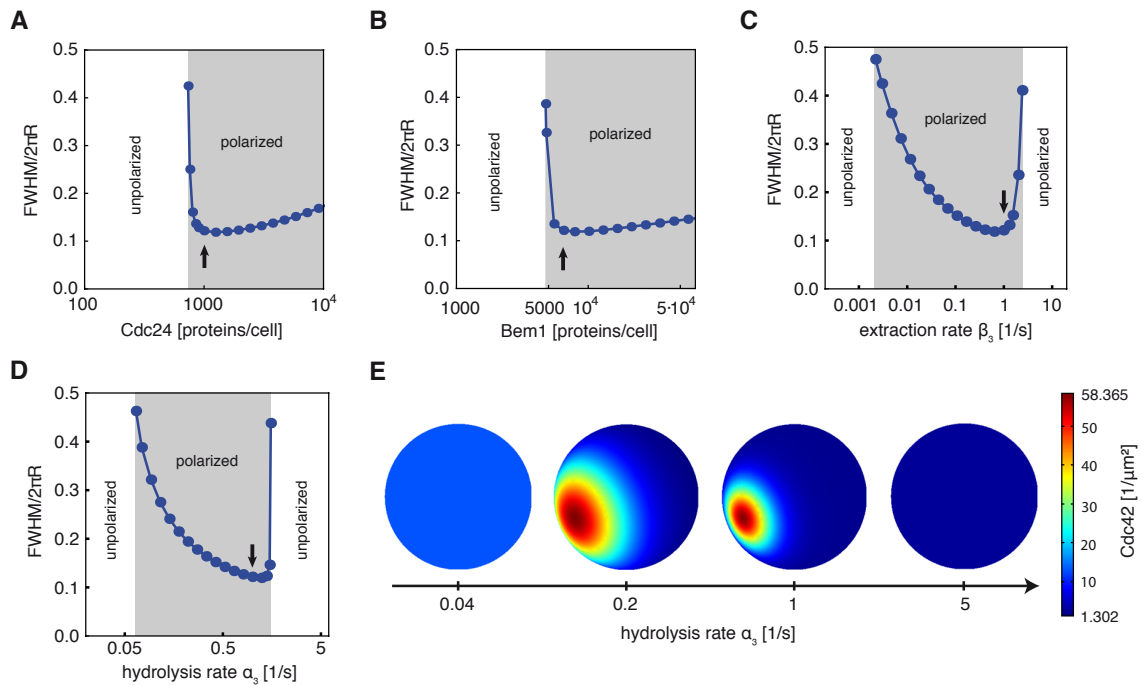 A
FWHM/2πR
0.5
0.4
0.3
0.2
0.1
0.0
unpolarized
polarized
100
1000
10⁴
Cdc24 [proteins/cell]
B
FWHM/2πR
0.5
0.4
0.3
0.2
0.1
0.0
unpolarized
polarized
1000
5000
10⁴
5·10⁴
Bem1 [proteins/cell]
C
FWHM/2πR
0.5
0.4
0.3
0.2
0.1
0.0
unpolarized
polarized
unpolarized
0.001
0.01
0.1
1
10
extraction rate β₃ [1/s]
D
FWHM/2πR
0.5
0.4
0.3
0.2
0.1
0.0
unpolarized
polarized
unpolarized
0.05
0.5
5
hydrolysis rate α₃ [1/s]
E
0.04
0.2
1
5
hydrolysis rate α₃ [1/s]
58.365
50
40
30
20
10
1.302
Cdc42 [1/µm²]